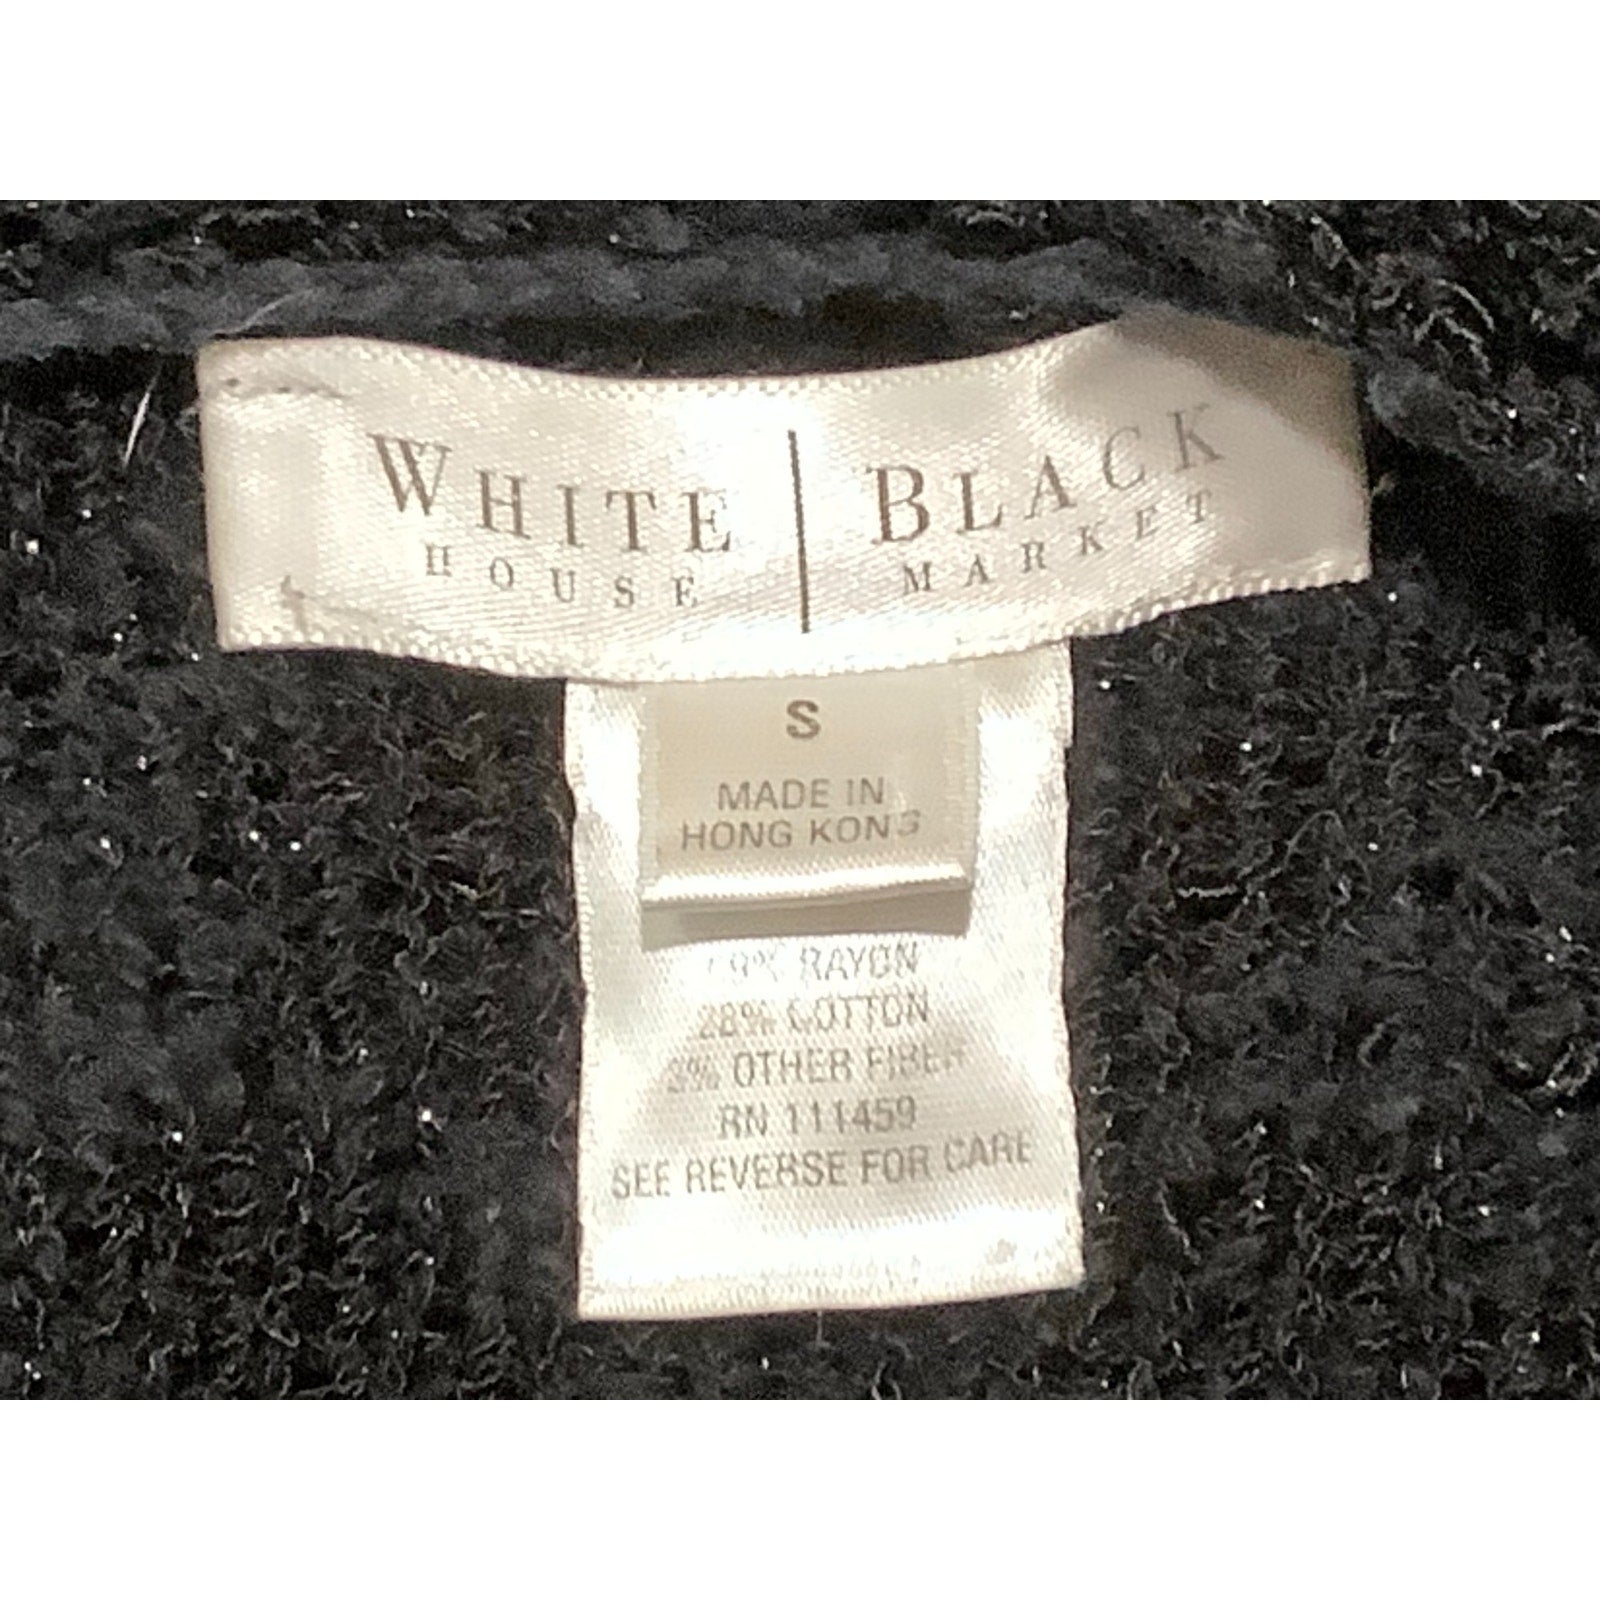 WHITE | BLACK
HOUSE MARKET
S
MADE IN
HONG KONG
RAYON
28% COTTON
3% OTHER FIBER
RN 111459
SEE REVERSE FOR CARE